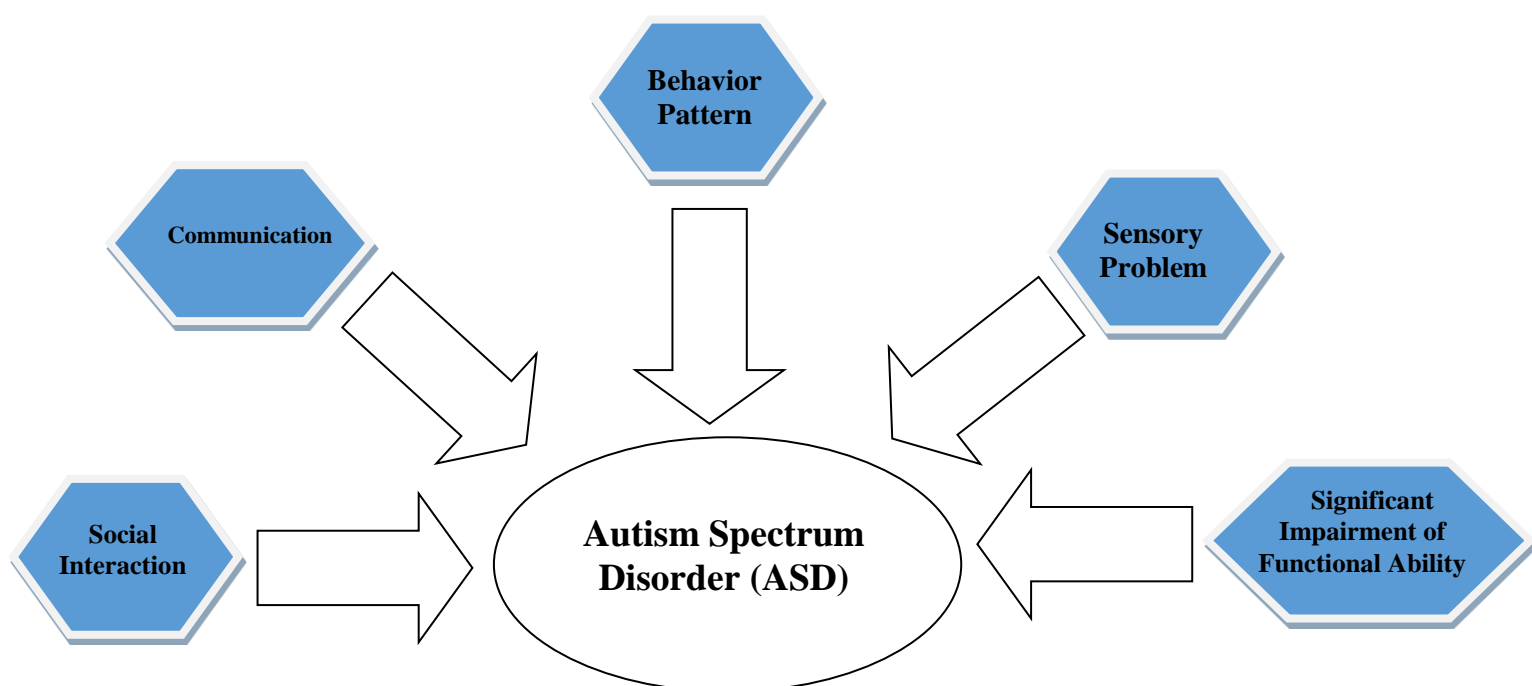 Behavior
Pattern
Communication
Sensory
Problem
Social
Interaction
Autism Spectrum
Disorder (ASD)
Significant
Impairment of
Functional Ability